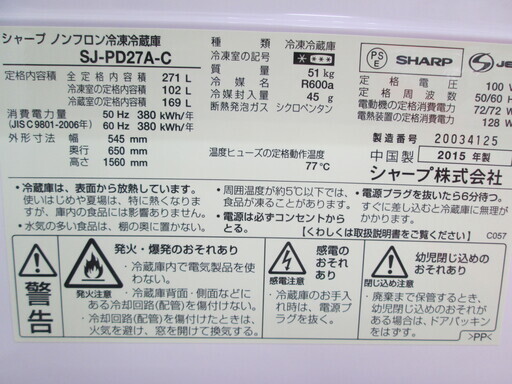 シャープ ノンフロン冷凍冷蔵庫
SJ-PD27A-C
定格内容積 全定格内容積 271 L
冷凍室の定格内容積 102 L
冷蔵室の定格内容積 169 L
消費電力量 50 Hz 380 kWh/年
(JIS C 9801-2006年) 60 Hz 380 kWh/年
外形寸法 幅 545 mm
奥行 650 mm
高さ 1560 mm
種類 冷凍冷蔵庫
冷凍室の記号
質量 51 kg
冷媒 R600a
冷媒封入量 45 g
断熱発泡ガス シクロペンタン
温度ヒューズの定格動作温度
77℃
PS
E
SHARP
定格電圧 100 V
定格周波数 50/60 H
電動機の定格消費電力 72/72 W
電熱装置の定格消費電力 128 W
製造番号 20034125
中国製 2015 年製
シャープ株式会社
・冷蔵庫は、表面から放熱しています。
使いはじめや夏場は、特に熱くなりま
すが、庫内の食品には影響ありません。
・水気の多い食品は、棚の奥に置かない。
・周囲温度が約5℃以下では、
食品が凍ることがあります。
・電源は必ずコンセントから
とる。
・電源プラグを抜いたら6分待つ。
すぐに差し込むと冷蔵庫に無理が
かかります。
【くわしくは取扱説明書をご覧ください】 C057
警告
発火・爆発のおそれあり
発火注意
・冷蔵庫内で電気製品を使わ
ない。
・冷蔵庫背面・側面などに
ある冷却回路(配管)を傷つけない。
冷却回路(配管)を傷付けたときは、
火気を避け、窓を開けて換気する。
感電の
おそれあり
感電注意
・冷蔵庫のお手入
れ時は、電源プ
ラグを抜く。
幼児閉じ込めの
おそれあり
閉じ込め注意
・廃棄まで保管するとき、
幼児閉じ込めのおそれが
ある場合は、ドアパッキン
をはずす。
>PP<